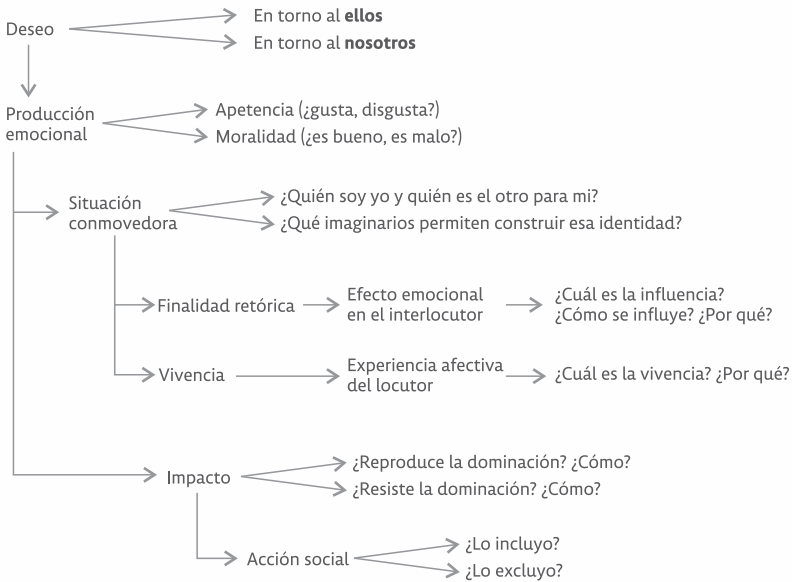 Deseo
En torno al ellos
En torno al nosotros
Producción
emocional
Apetencia (¿gusta, disgusta?)
Moralidad (¿es bueno, es malo?)
Situación
conmovedora
¿Quién soy yo y quién es el otro para mi?
¿Qué imaginarios permiten construir esa identidad?
Finalidad retórica
Efecto emocional
en el interlocutor
¿Cuál es la influencia?
¿Cómo se influye? ¿Por qué?
Vivencia
Experiencia afectiva
del locutor
¿Cuál es la vivencia? ¿Por qué?
Impacto
¿Reproduce la dominación? ¿Cómo?
¿Resiste la dominación? ¿Cómo?
Acción social
¿Lo incluyo?
¿Lo excluyo?